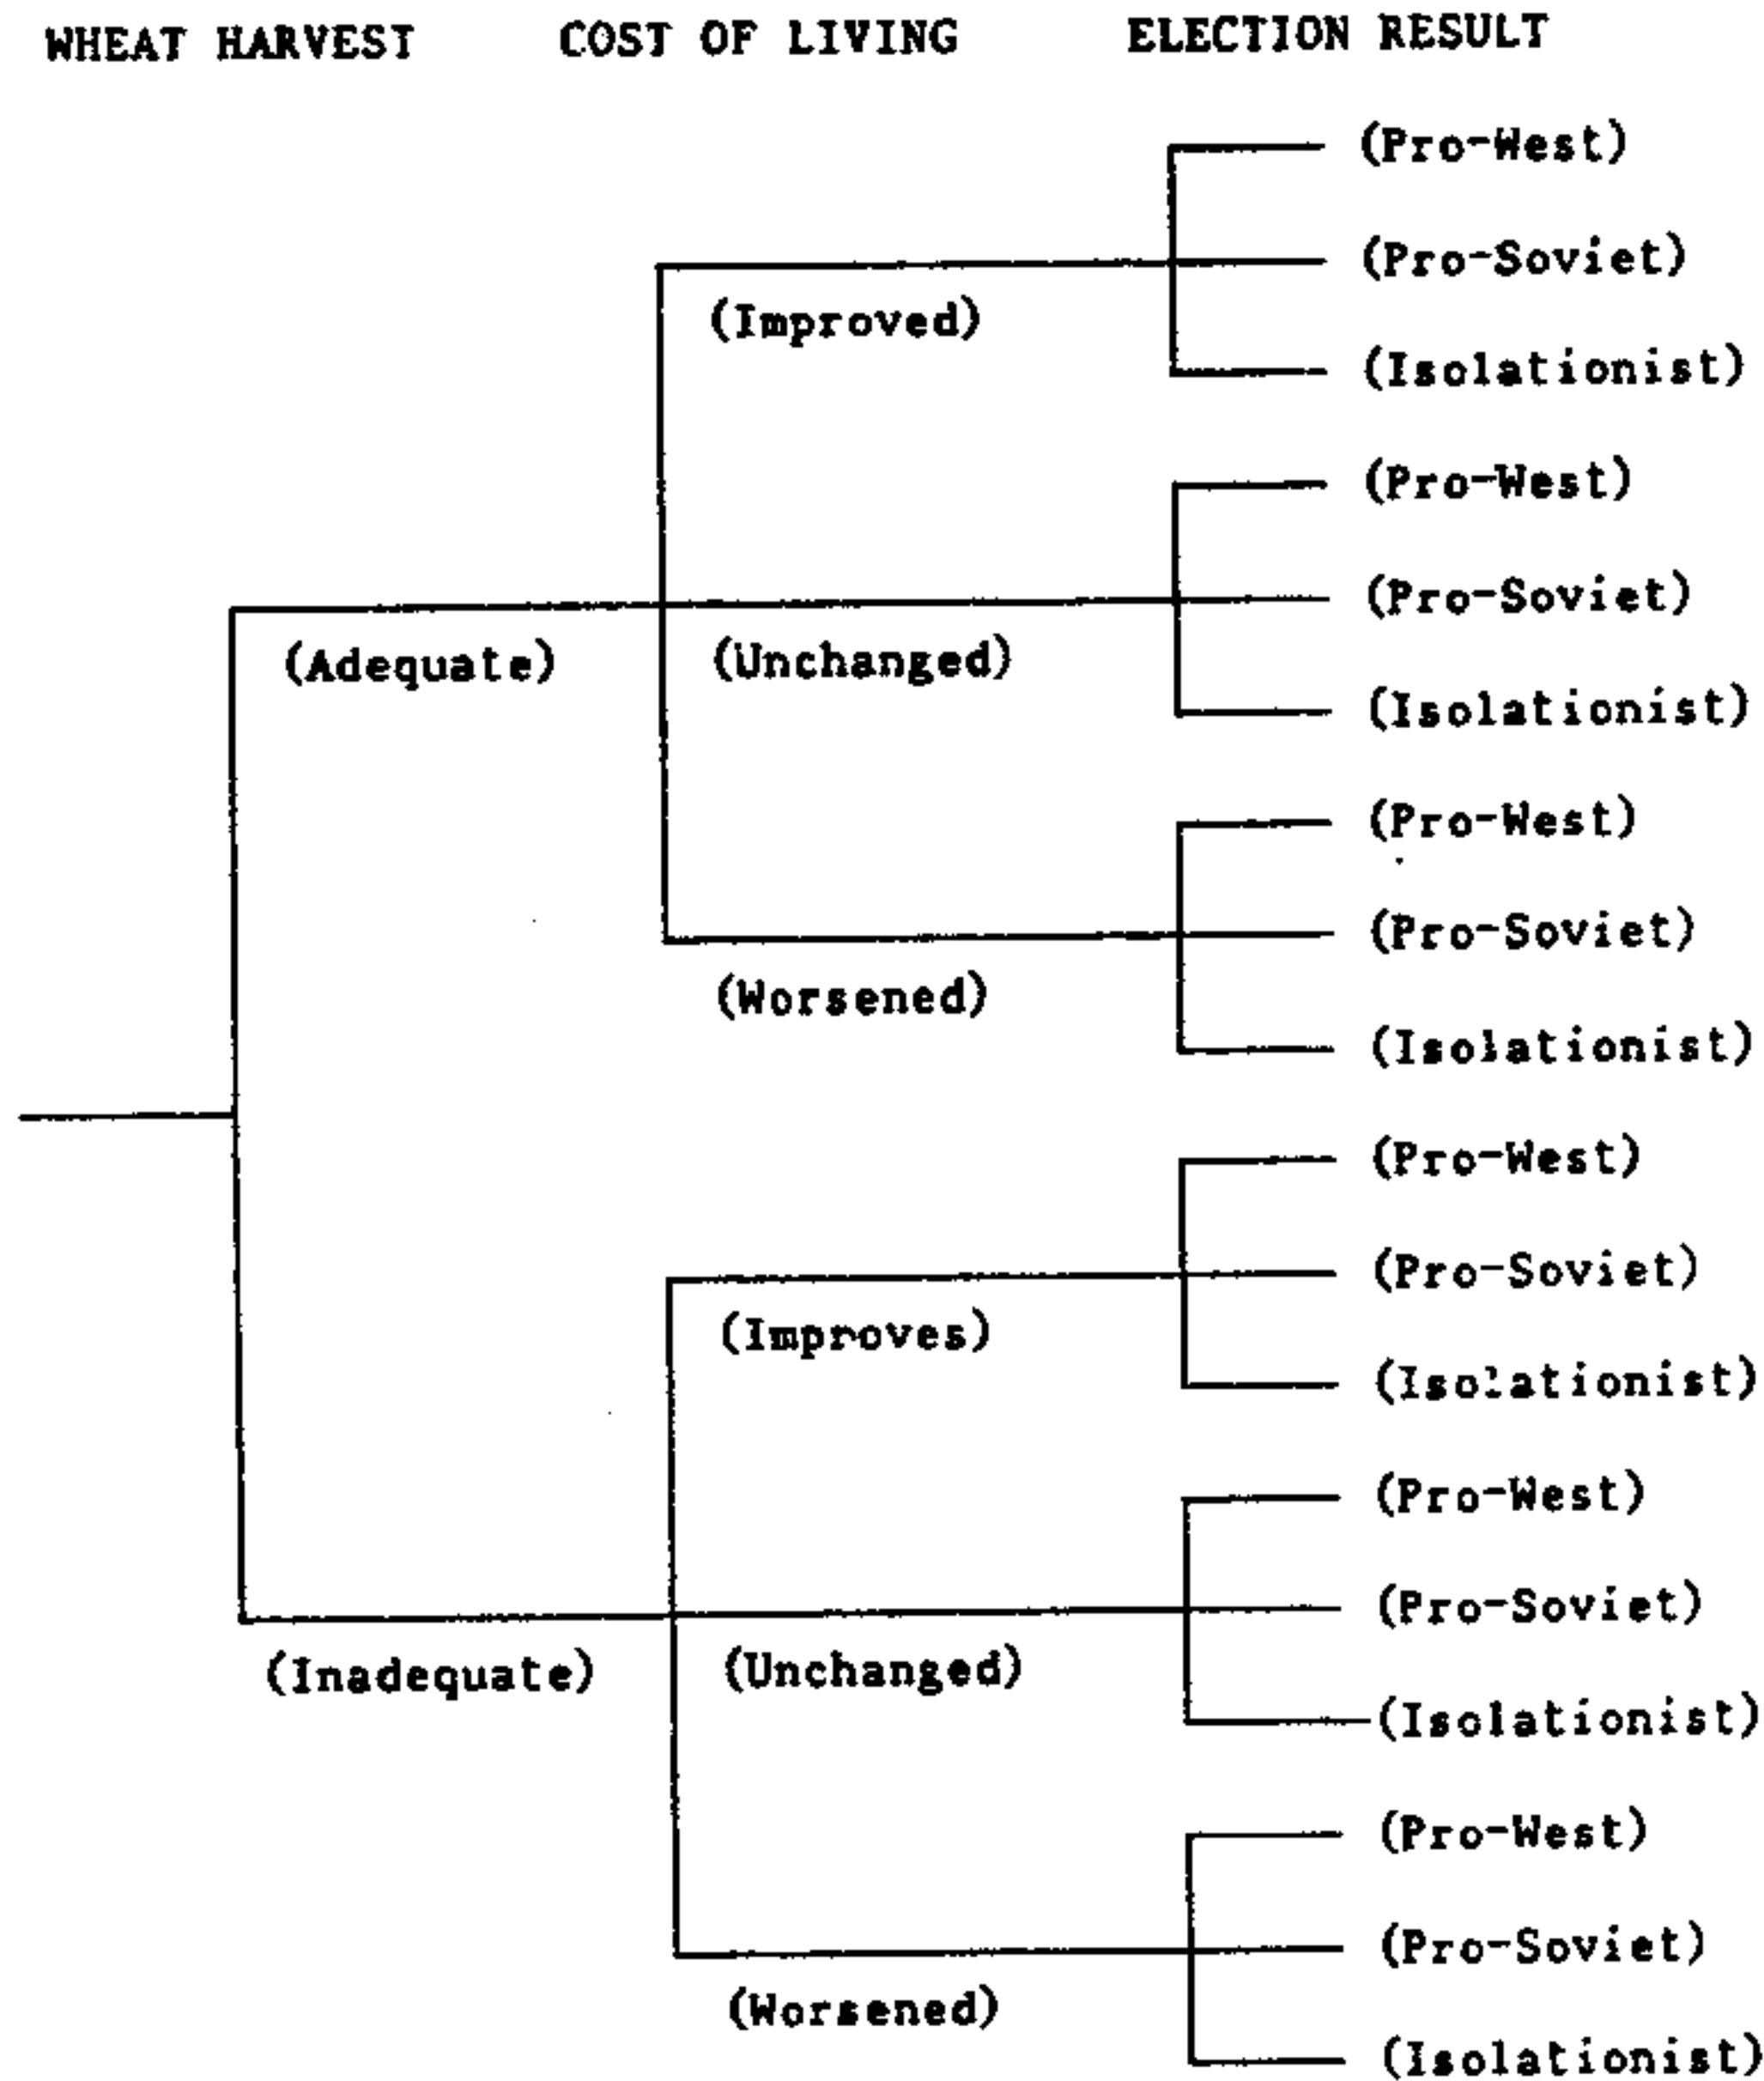 WHEAT HARVEST COST OF LIVING ELECTION RESULT
(Pro-West)
(Pro-Soviet)
(Improved)
(Isolationist)
(Pro-West)
(Pro-Soviet)
(Adequate) (Unchanged)
(Isolationist)
(Pro-West)
(Pro-Soviet)
(Worsened)
(Isolationist)
(Pro-West)
(Pro-Soviet)
(Improves)
(Isolationist)
(Pro-West)
(Pro-Soviet)
(Inadequate) (Unchanged)
(Isolationist)
(Pro-West)
(Pro-Soviet)
(Worsened)
(Isolationist)